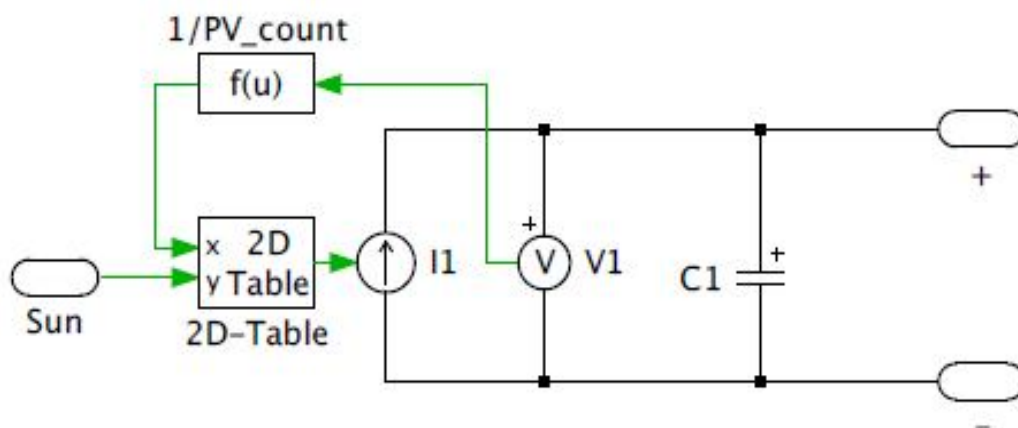 1/PV_count
f(u)
x 2D
y Table
2D-Table
Sun
I1
+
V
V1
C1
+
+
-